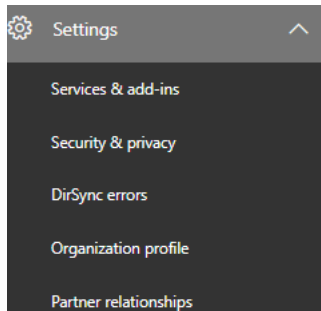 Settings
Services & add-ins
Security & privacy
DirSync errors
Organization profile
Partner relationships